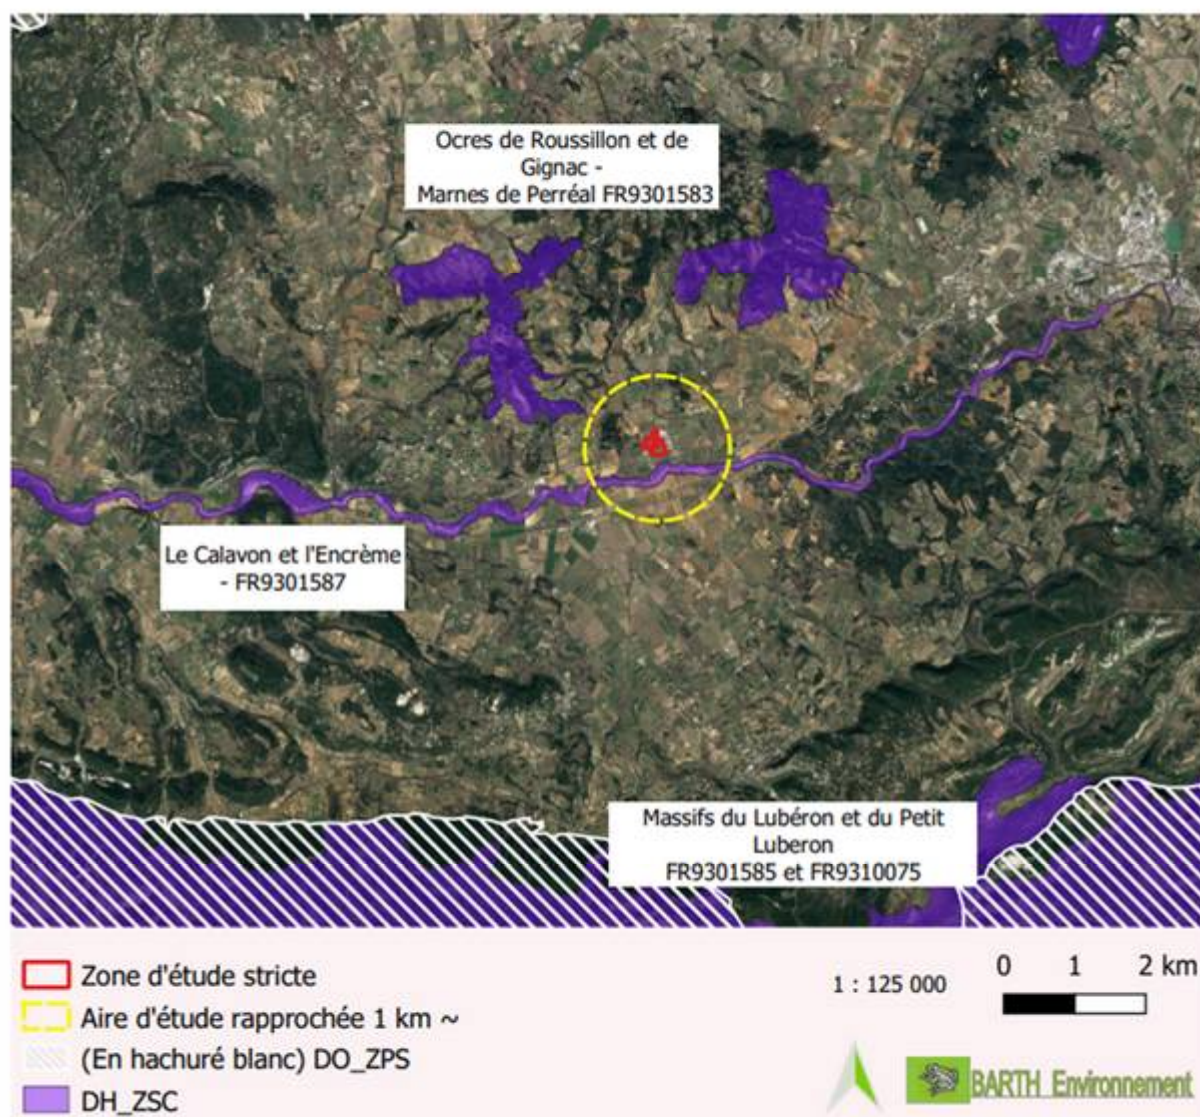 Ocres de Roussillon et de
Gignac -
Marnes de Perréal FR9301583
Le Calavon et l'Encrème
- FR9301587
Massifs du Lubéron et du Petit
Luberon
FR9301585 et FR9310075
Zone d'étude stricte
Aire d'étude rapprochée 1 km ~
(En hachuré blanc) DO_ZPS
DH_ZSC
1 : 125 000
0 1 2 km
BARTH Environnement